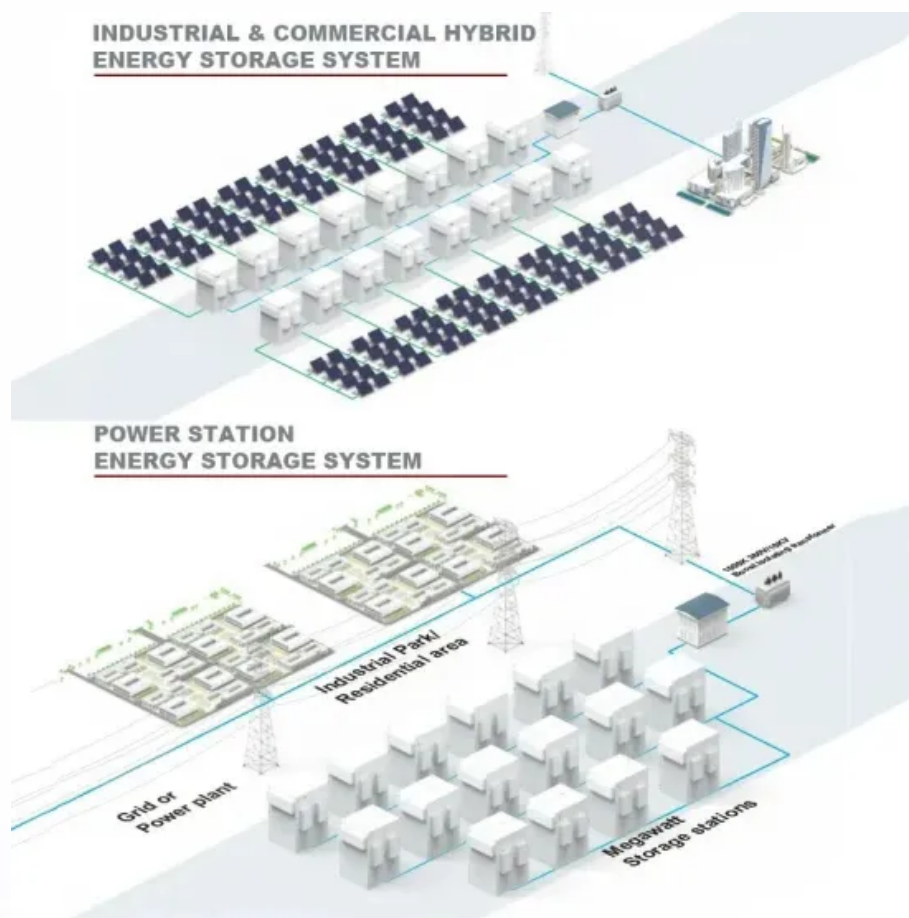 INDUSTRIAL & COMMERCIAL HYBRID
ENERGY STORAGE SYSTEM
POWER STATION
ENERGY STORAGE SYSTEM
Industrial Park/
Residential area
Grid or
Power plant
Megawatt
Storage stations